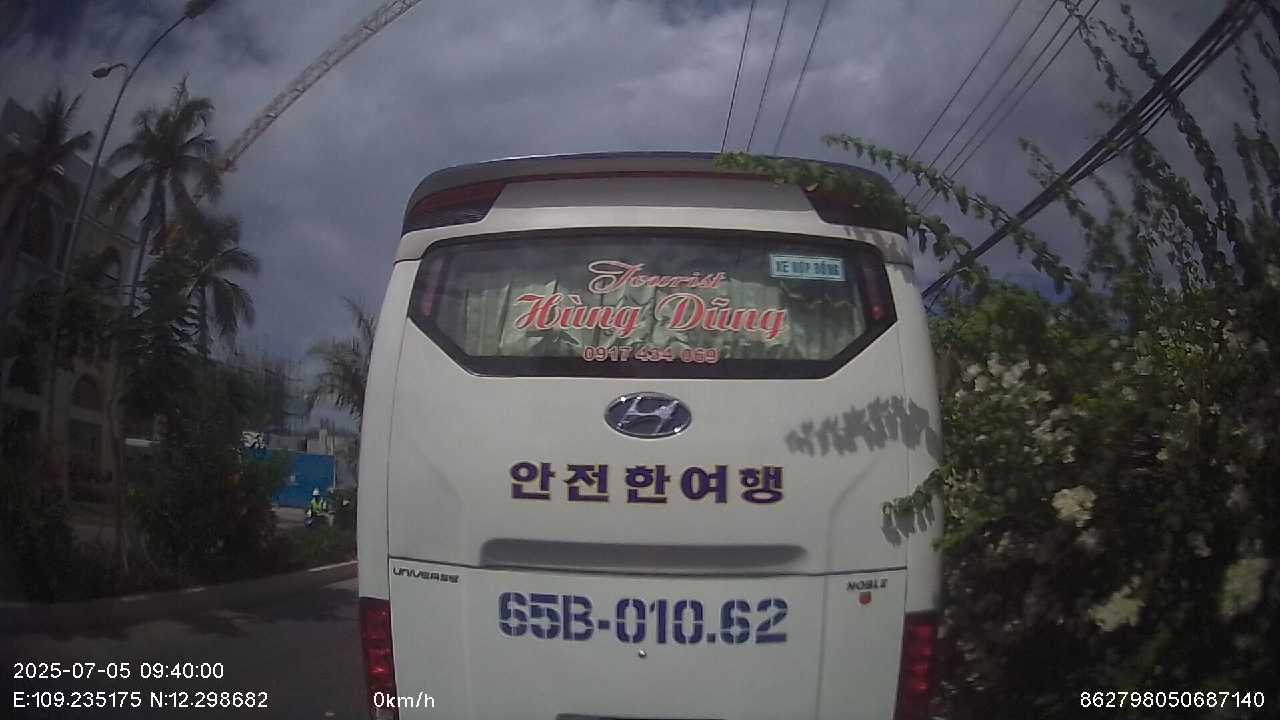 XE HỢP ĐỒNG
Tourist
Hùng Dũng
0917 434 069
안전한여행
UNIVERSE
NOBLE
65B-010.62
2025-07-05 09:40:00
E:109.235175 N:12.298682
0km/h
862798050687140